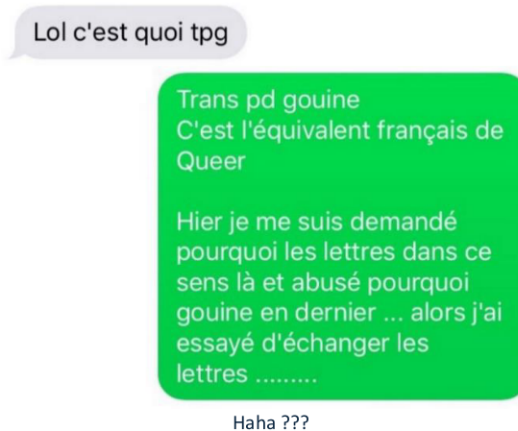 Lol c'est quoi tpg
Trans pd gouine
C'est l'équivalent français de
Queer
Hier je me suis demandé
pourquoi les lettres dans ce
sens là et abusé pourquoi
gouine en dernier ... alors j'ai
essayé d'échanger les
lettres .........
Haha ???